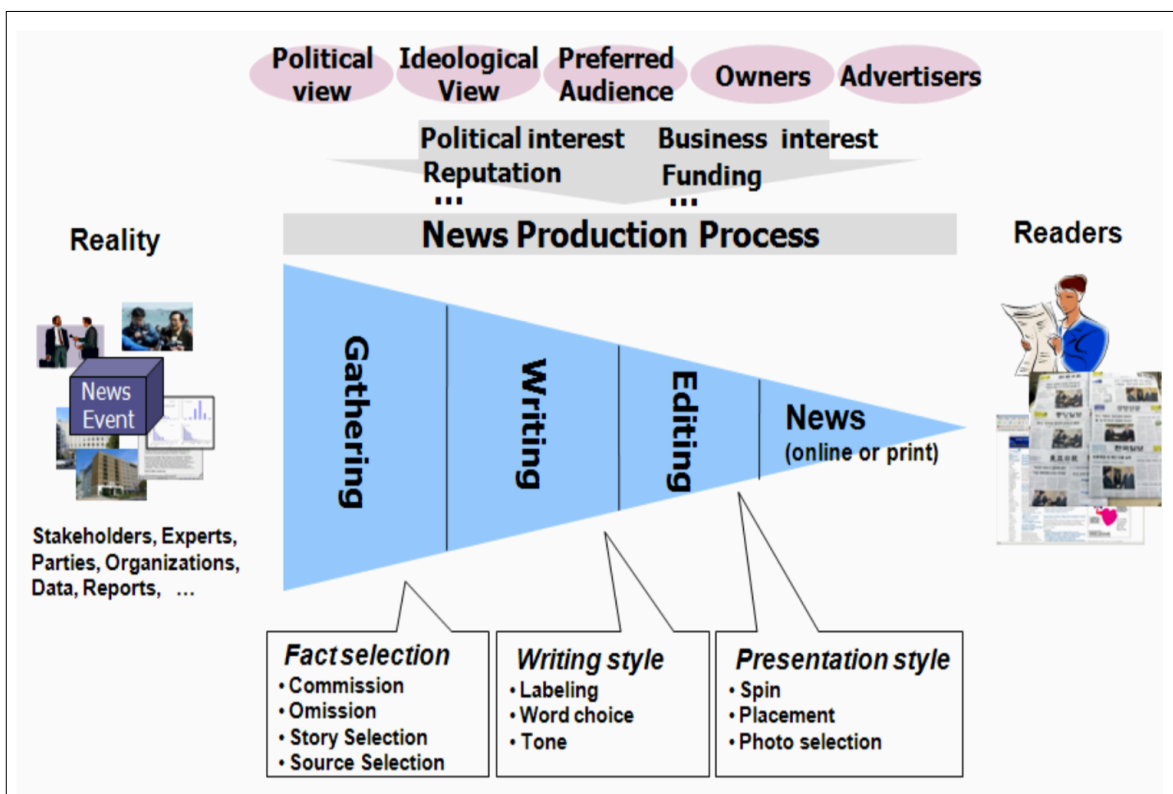 Political view
Ideological View
Preferred Audience
Owners
Advertisers
Political interest Business interest
Reputation Funding
... ...
News Production Process
Reality
Readers
News
Event
Gathering
Writing
Editing
News
(online or print)
Stakeholders, Experts,
Parties, Organizations,
Data, Reports, ...
Fact selection
• Commission
• Omission
• Story Selection
• Source Selection
Writing style
• Labeling
• Word choice
• Tone
Presentation style
• Spin
• Placement
• Photo selection